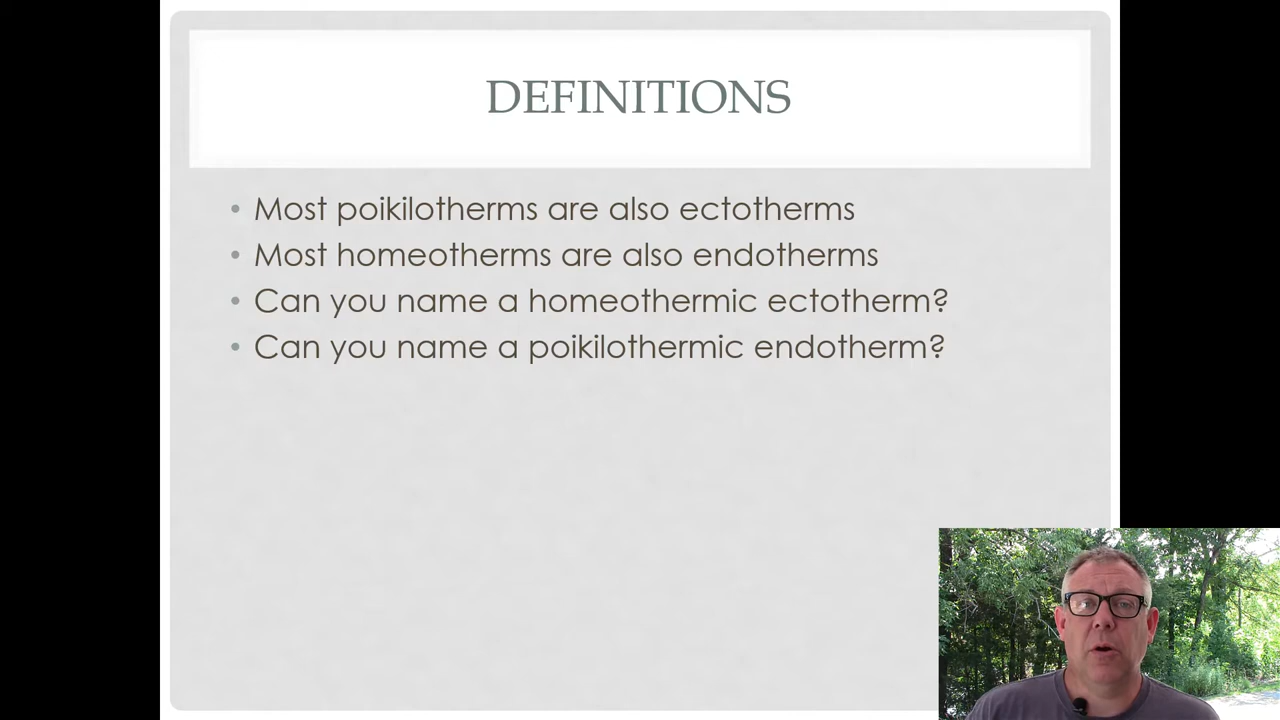 DEFINITIONS
• Most poikilotherms are also ectotherms
• Most homeotherms are also endotherms
• Can you name a homeothermic ectotherm?
• Can you name a poikilothermic endotherm?